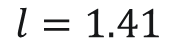 l = 1.41